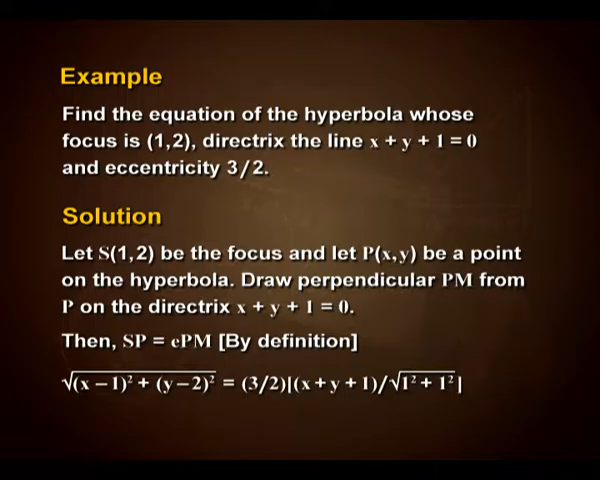 Example
Find the equation of the hyperbola whose
focus is (1,2), directrix the line x + y + 1 = 0
and eccentricity 3/2.
Solution
Let S(1,2) be the focus and let P(x,y) be a point
on the hyperbola. Draw perpendicular PM from
P on the directrix x + y + 1 = 0.
Then, SP = ePM [By definition]
√(x – 1)² + (y – 2)² = (3/2)[(x + y + 1)/√1² + 1²]